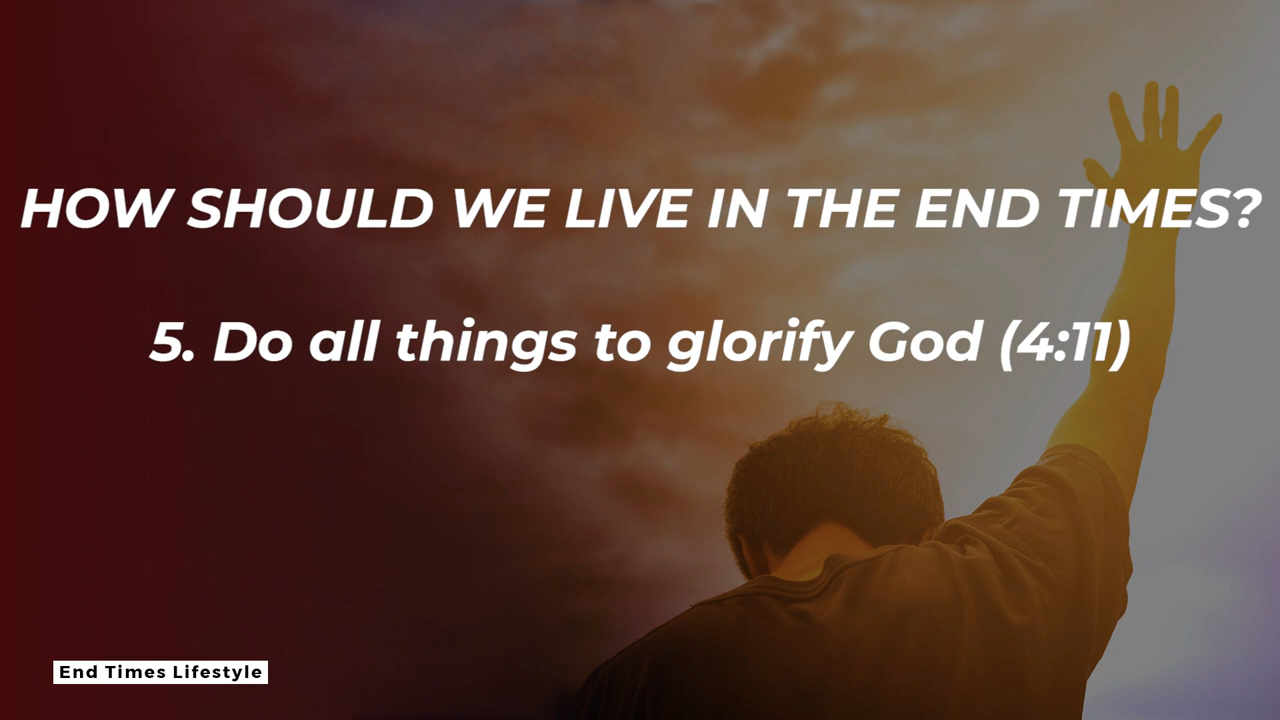 HOW SHOULD WE LIVE IN THE END TIMES?
5. Do all things to glorify God (4:11)
End Times Lifestyle